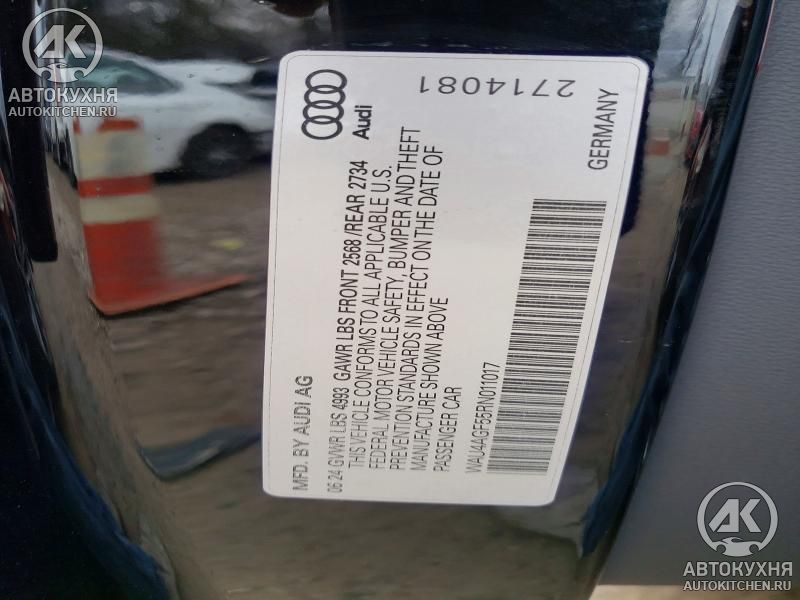 АВТОКУХНЯ
AUTOKITCHEN.RU
Audi
2714081
MFD. BY AUDI AG
06 24 GVWR LBS 4993 GAWR LBS FRONT 2568/REAR 2734
THIS VEHICLE CONFORMS TO ALL APPLICABLE U.S.
FEDERAL MOTOR VEHICLE SAFETY, BUMPER AND THEFT
PREVENTION STANDARDS IN EFFECT ON THE DATE OF
MANUFACTURE SHOWN ABOVE
PASSENGER CAR
WAU4AGF55RN011017
GERMANY
АВТОКУХНЯ
AUTOKITCHEN.RU